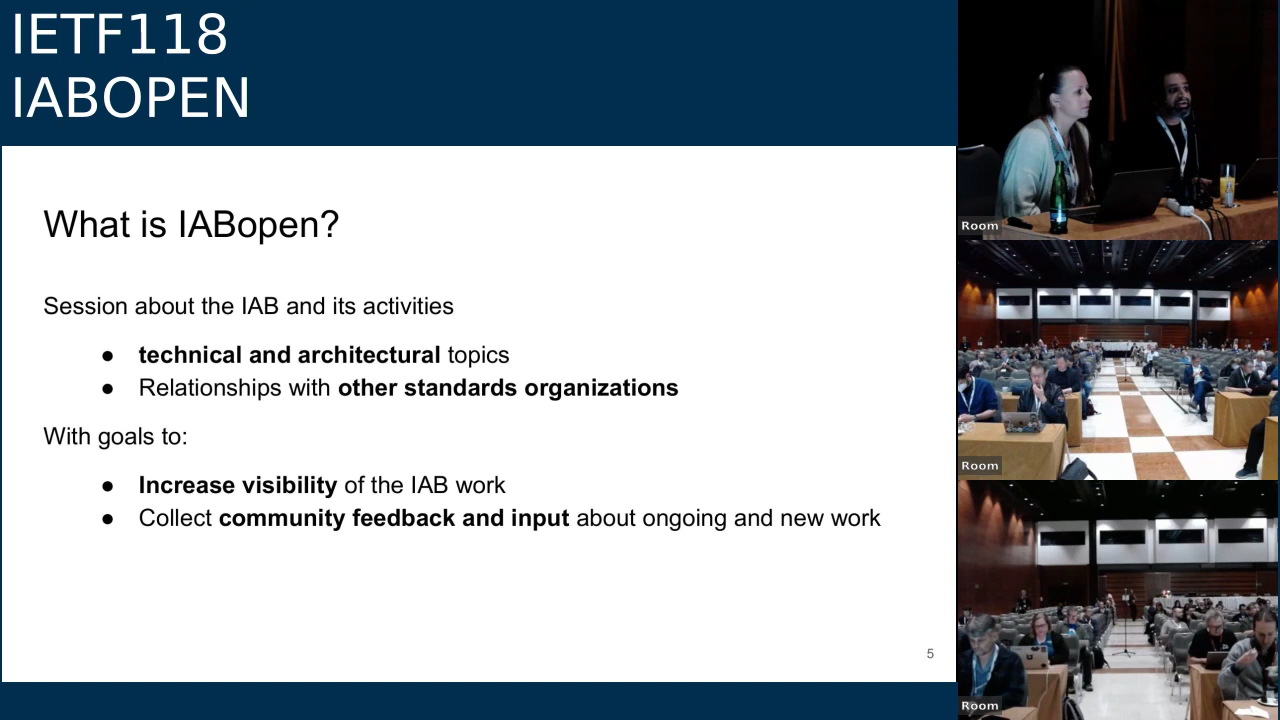 IETF118
IABOPEN
What is IABopen?
Session about the IAB and its activities
● technical and architectural topics
● Relationships with other standards organizations
With goals to:
● Increase visibility of the IAB work
● Collect community feedback and input about ongoing and new work
5
Room
Room
Room